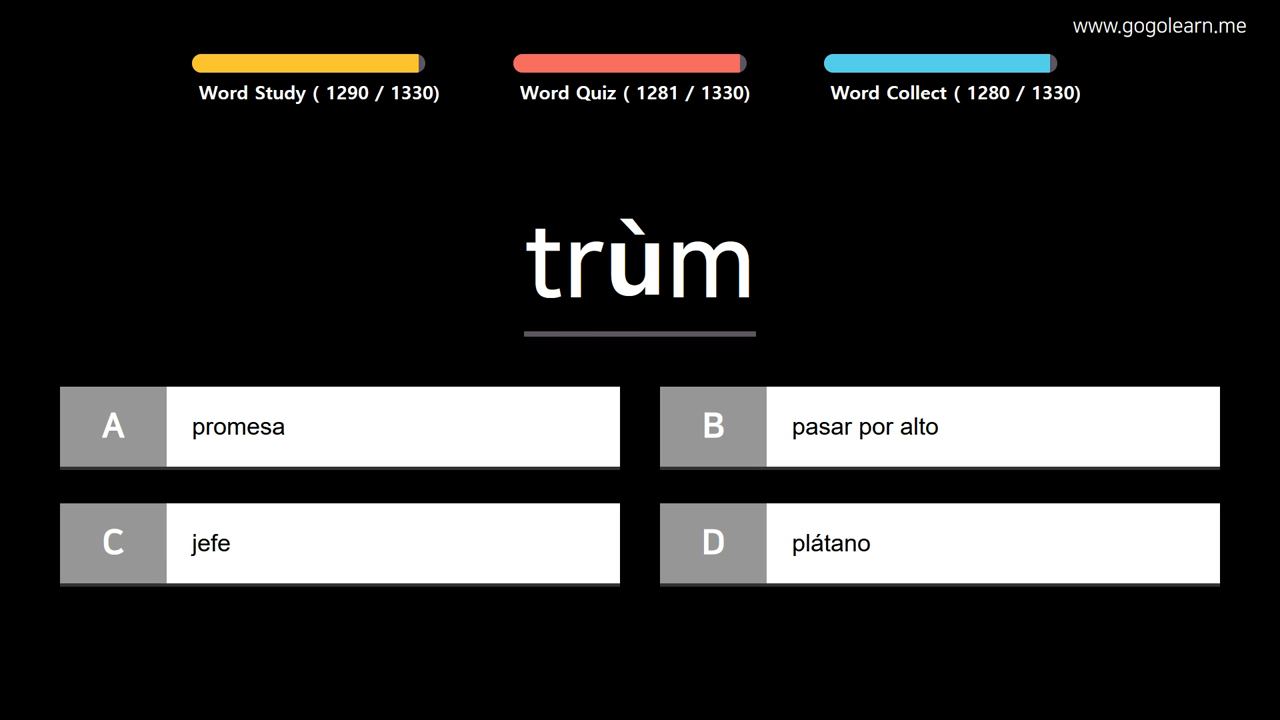 www.gogolearn.me
Word Study ( 1290 / 1330)
Word Quiz ( 1281 / 1330)
Word Collect ( 1280 / 1330)
trùm
A promesa
B pasar por alto
C jefe
D plátano